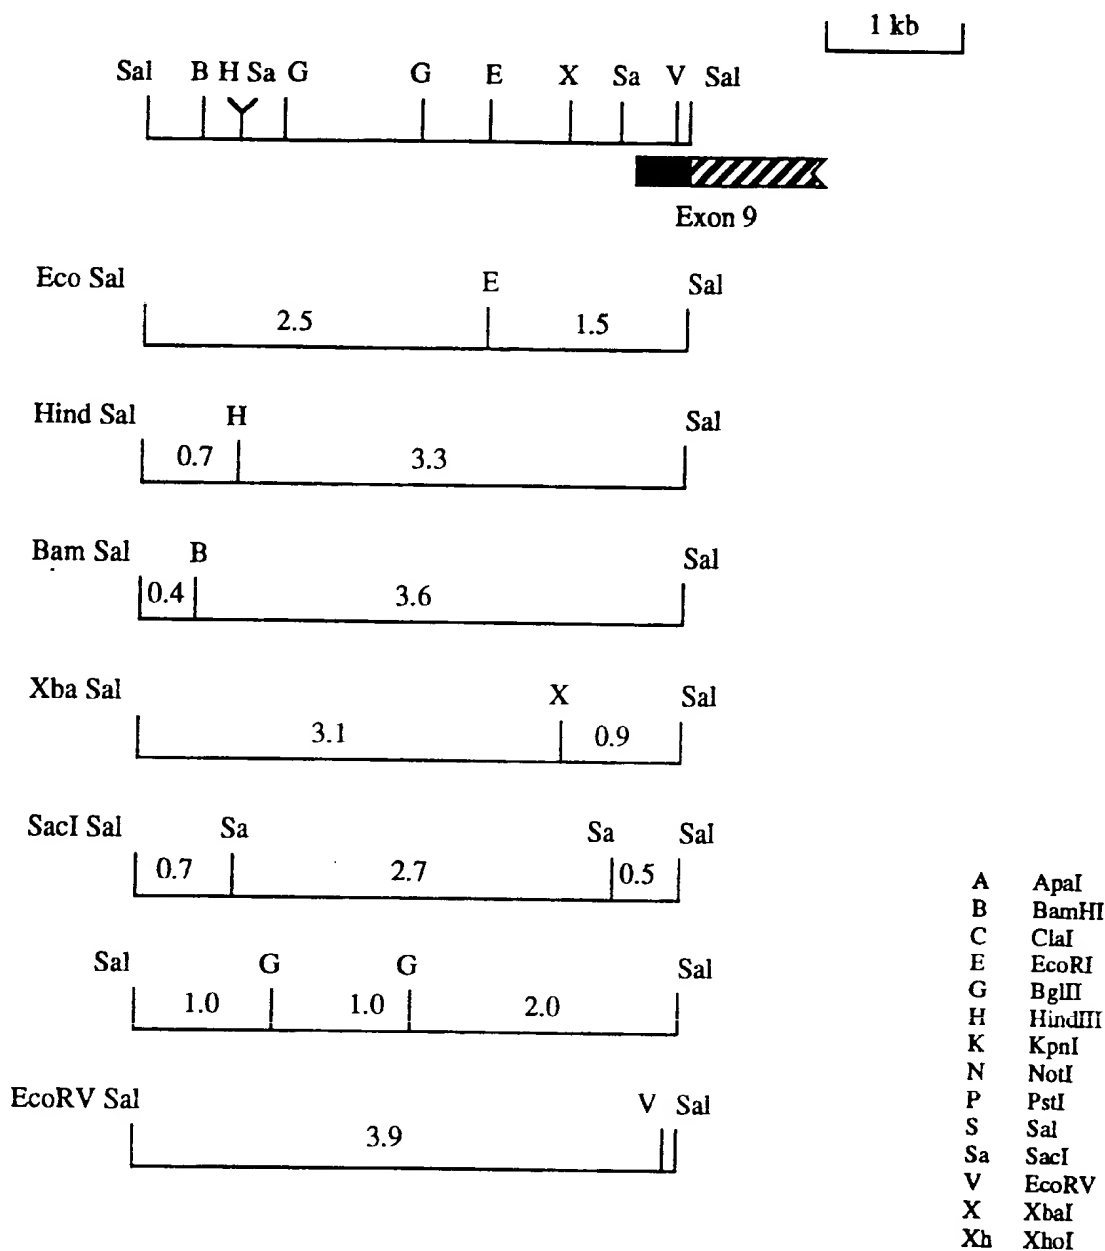 1 kb
Sal B H Sa G G E X Sa V Sal
Exon 9
Eco Sal E Sal
2.5 1.5
Hind Sal H Sal
0.7 3.3
Bam Sal B Sal
0.4 3.6
Xba Sal X Sal
3.1 0.9
SacI Sal Sa Sa Sal
0.7 2.7 0.5
Sal G G Sal
1.0 1.0 2.0
EcoRV Sal V Sal
3.9
A ApaI
B BamHI
C ClaI
E EcoRI
G BglII
H HindIII
K KpnI
N NotI
P PstI
S Sal
Sa SacI
V EcoRV
X XbaI
Xh XhoI